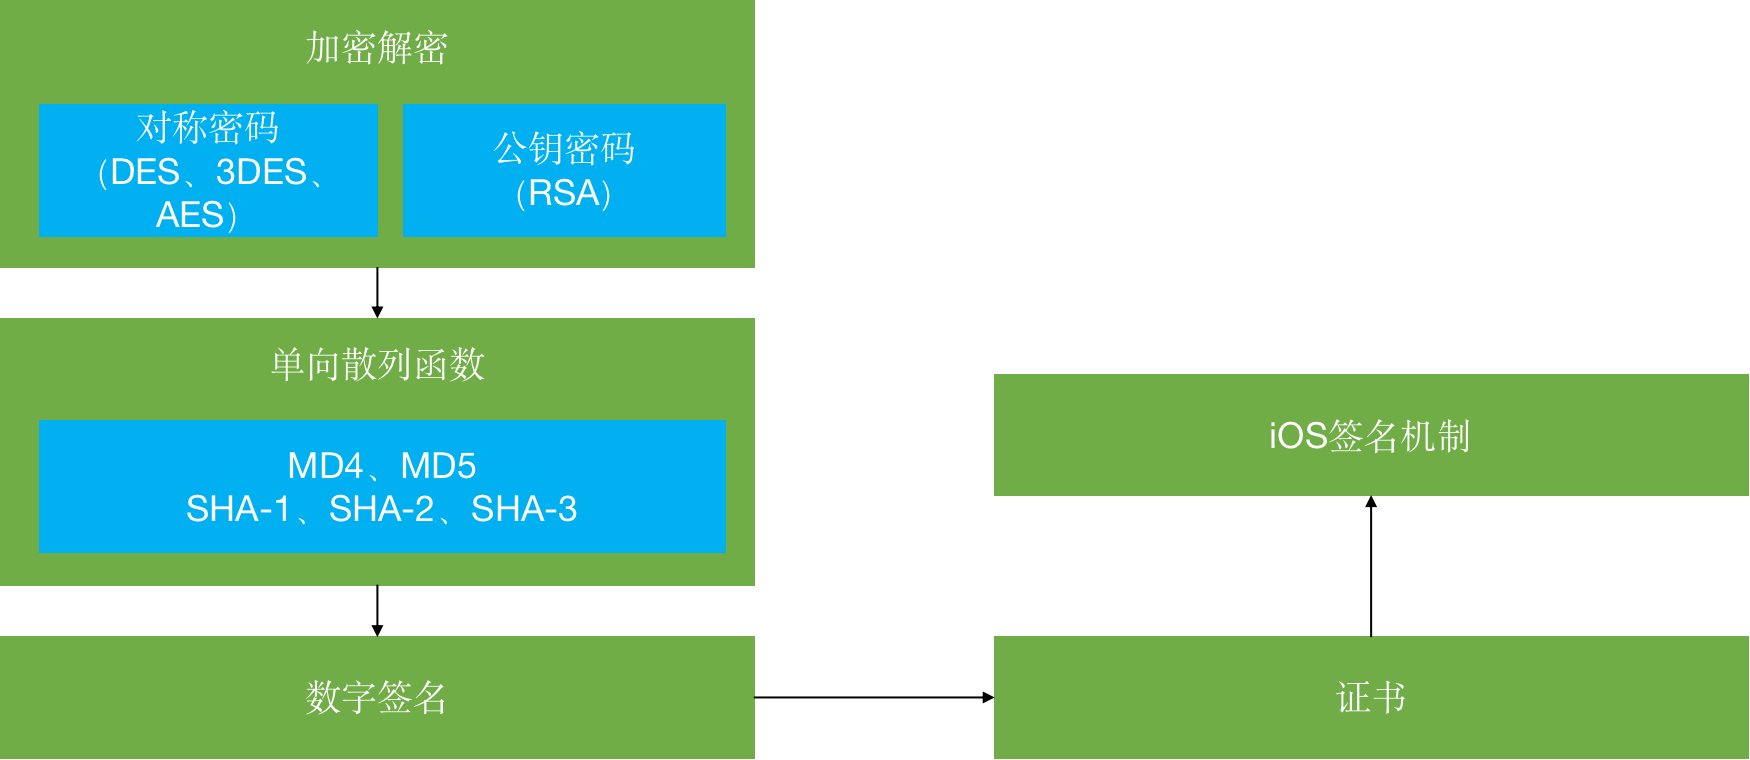 加密解密
对称密码
（DES、3DES、
AES）
公钥密码
（RSA）
单向散列函数
MD4、MD5
SHA-1、SHA-2、SHA-3
数字签名
iOS签名机制
证书